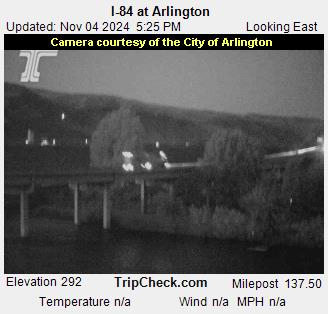 I-84 at Arlington
Updated: Nov 04 2024 5:25 PM Looking East
Camera courtesy of the City of Arlington
Elevation 292 TripCheck.com Milepost 137.50
Temperature n/a Wind n/a MPH n/a